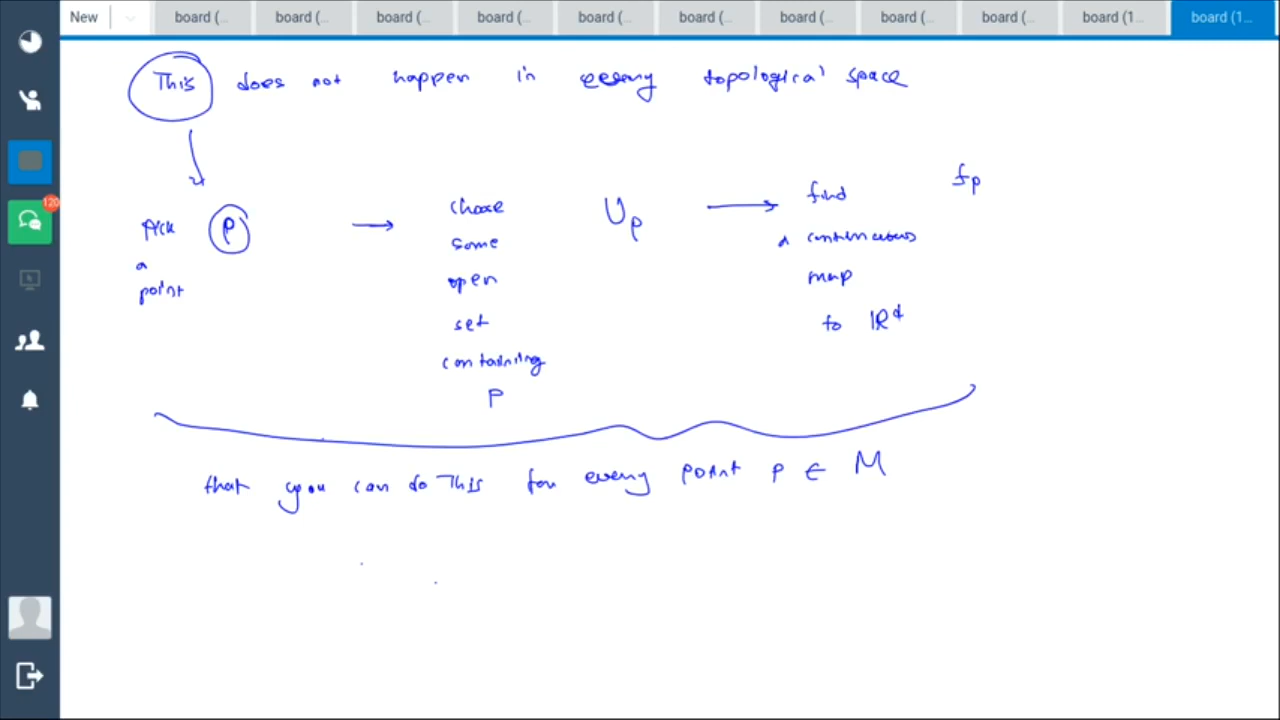 New board (... board (... board (... board (... board (... board (... board (... board (... board (... board (1... board (1...
This does not happen in every topological space
120
Pick P
a
point
→ choose
some
open
set
containing
P
U_p
→ find f_p
a continuous
map
to ℝ^d
that you can do This for every point p ∈ M